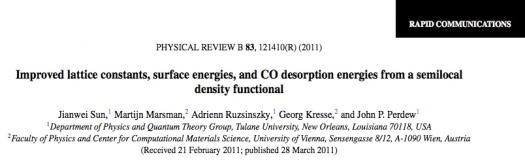 RAPID COMMUNICATIONS
PHYSICAL REVIEW B 83, 121410(R) (2011)
Improved lattice constants, surface energies, and CO desorption energies from a semilocal
density functional
Jianwei Sun,1 Martijn Marsman,2 Adrienn Ruzsinszky,1 Georg Kresse,2 and John P. Perdew1
1Department of Physics and Quantum Theory Group, Tulane University, New Orleans, Louisiana 70118, USA
2Faculty of Physics and Center for Computational Materials Science, University of Vienna, Sensengasse 8/12, A-1090 Wien, Austria
(Received 21 February 2011; published 28 March 2011)